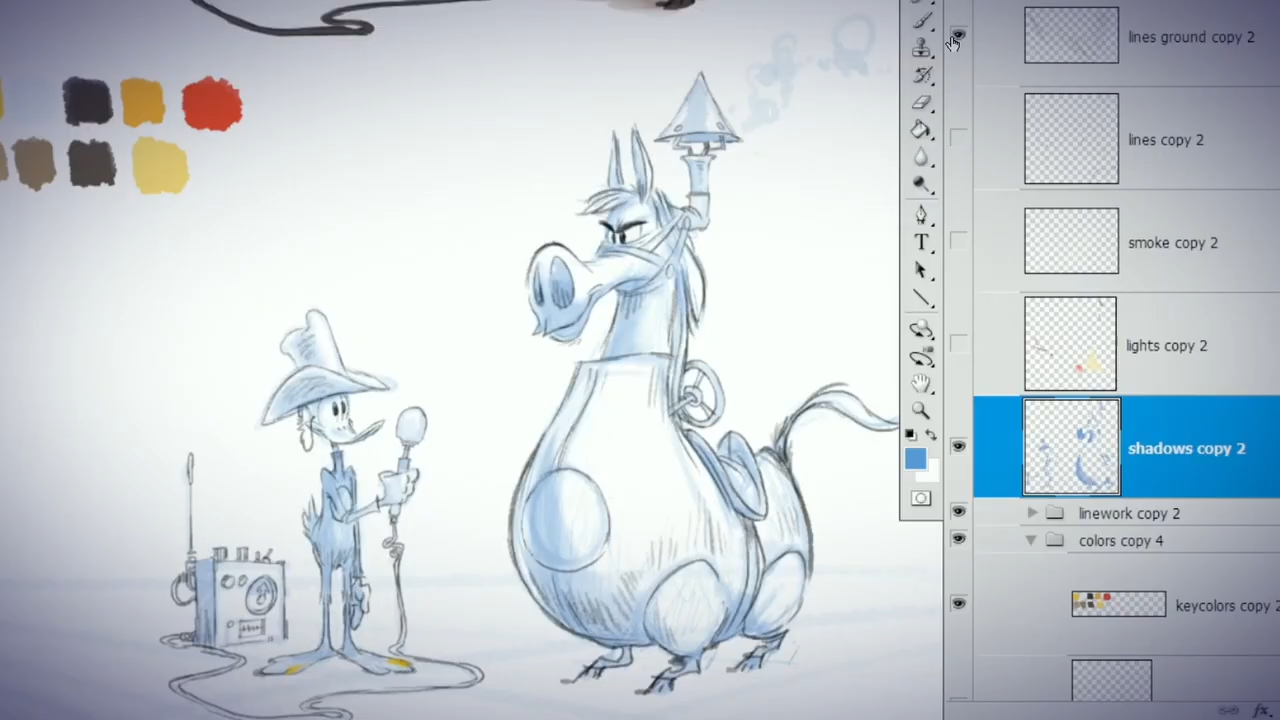 lines ground copy 2
lines copy 2
smoke copy 2
lights copy 2
T
shadows copy 2
linework copy 2
colors copy 4
keycolors copy 2
fx